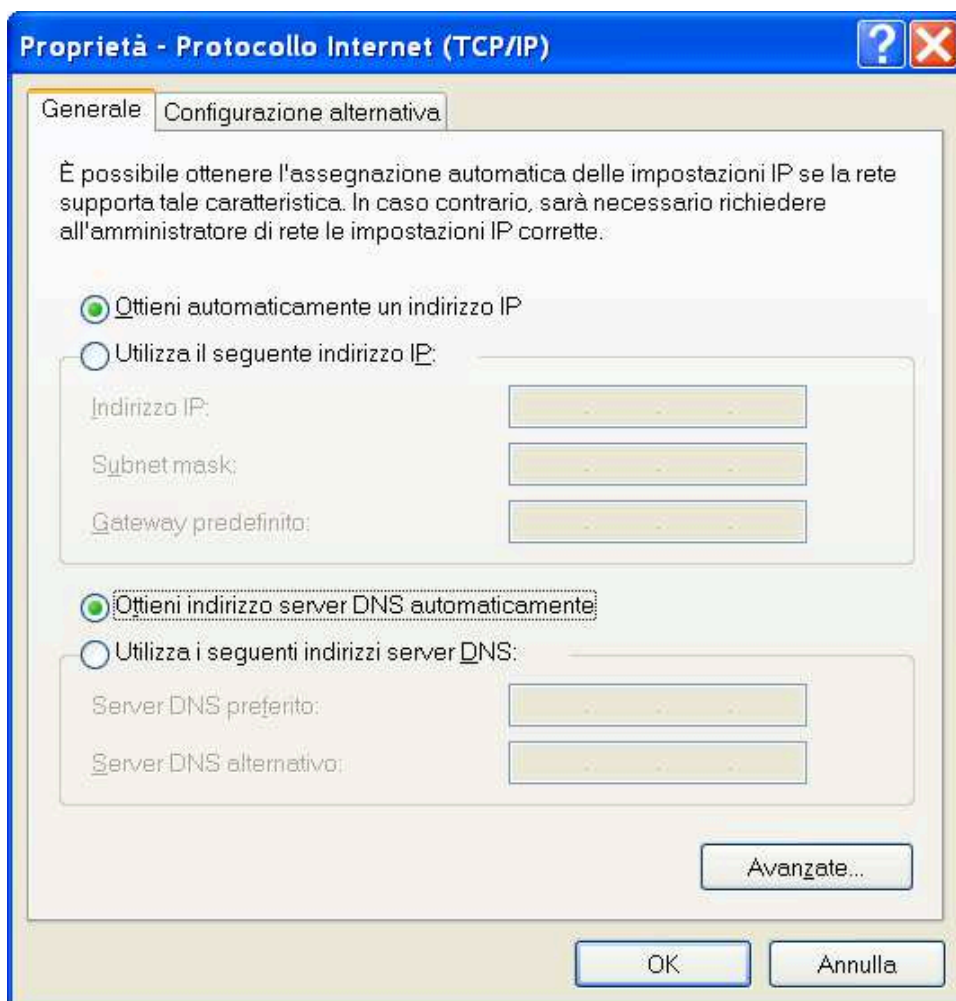 Proprietà - Protocollo Internet (TCP/IP)
Generale
Configurazione alternativa
È possibile ottenere l'assegnazione automatica delle impostazioni IP se la rete
supporta tale caratteristica. In caso contrario, sarà necessario richiedere
all'amministratore di rete le impostazioni IP corrette.
Ottieni automaticamente un indirizzo IP
Utilizza il seguente indirizzo IP:
Indirizzo IP:
Subnet mask:
Gateway predefinito:
Ottieni indirizzo server DNS automaticamente
Utilizza i seguenti indirizzi server DNS:
Server DNS preferito:
Server DNS alternativo:
Avanzate...
OK
Annulla